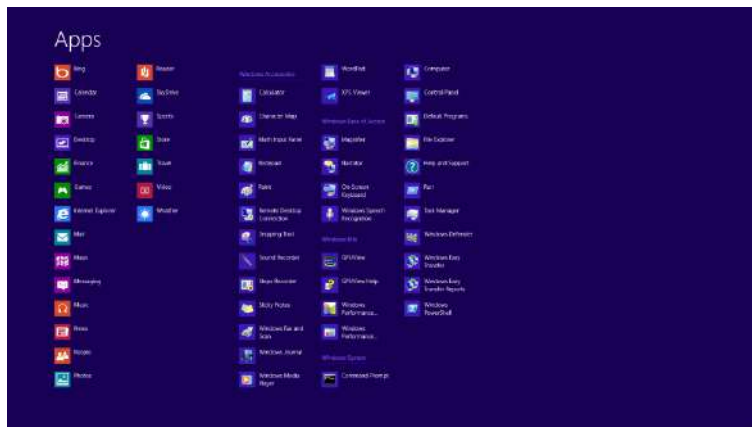 Apps
Bing
Calendar
Camera
Desktop
Finance
Games
Internet Explorer
Mail
Maps
Messaging
Music
News
People
Photos
Reader
SkyDrive
Sports
Store
Travel
Video
Weather
Windows Accessories
Calculator
Character Map
Math Input Panel
Notepad
Paint
Remote Desktop
Connection
Snipping Tool
Sound Recorder
Steps Recorder
Sticky Notes
Windows Fax and
Scan
Windows Journal
Windows Media
Player
WordPad
XPS Viewer
Windows Ease of Access
Magnifier
Narrator
On-Screen
Keyboard
Windows Speech
Recognition
Windows Kits
GPUView
GPUView Help
Windows
Performance...
Windows
Performance...
Windows System
Command Prompt
Computer
Control Panel
Default Programs
File Explorer
Help and Support
Run
Task Manager
Windows Defender
Windows Easy
Transfer
Windows Easy
Transfer Reports
Windows
PowerShell